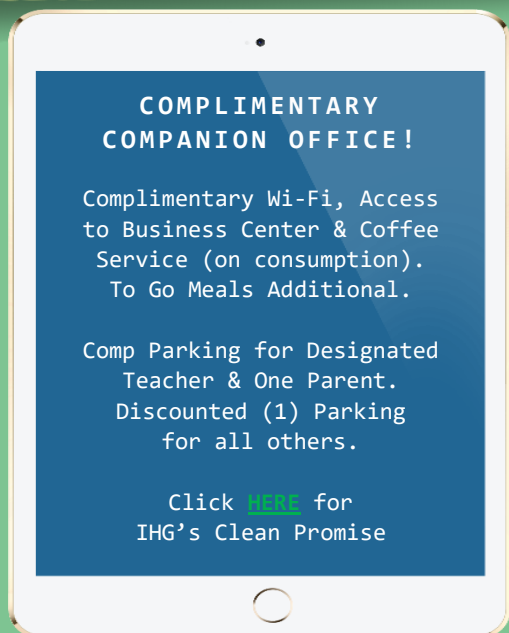 COMPLIMENTARY
COMPANION OFFICE!
Complimentary Wi-Fi, Access
to Business Center & Coffee
Service (on consumption).
To Go Meals Additional.
Comp Parking for Designated
Teacher & One Parent.
Discounted (1) Parking
for all others.
Click HERE for
IHG’s Clean Promise